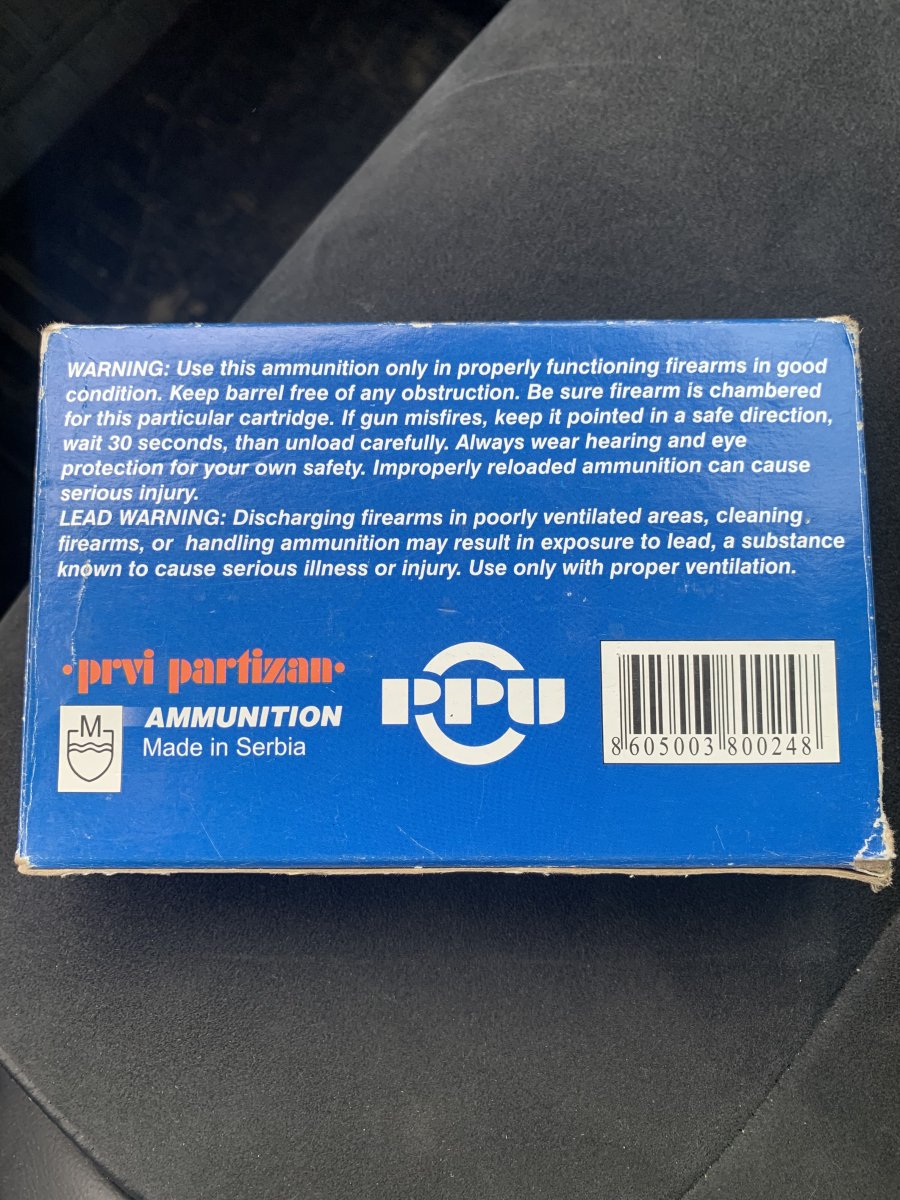 WARNING: Use this ammunition only in properly functioning firearms in good
condition. Keep barrel free of any obstruction. Be sure firearm is chambered
for this particular cartridge. If gun misfires, keep it pointed in a safe direction,
wait 30 seconds, than unload carefully. Always wear hearing and eye
protection for your own safety. Improperly reloaded ammunition can cause
serious injury.
LEAD WARNING: Discharging firearms in poorly ventilated areas, cleaning
firearms, or handling ammunition may result in exposure to lead, a substance
known to cause serious illness or injury. Use only with proper ventilation.
•prvi partizan•
M
AMMUNITION
Made in Serbia
PPU
8 605003 800248